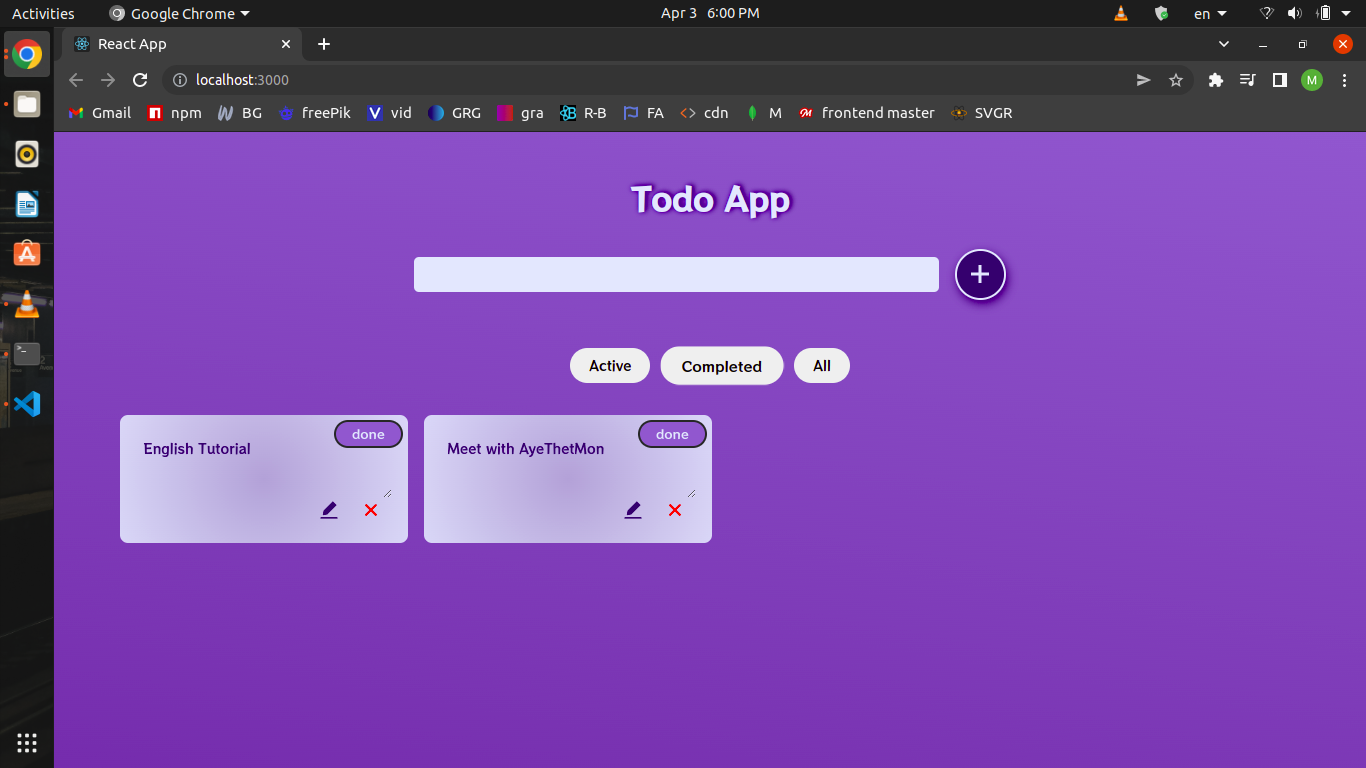 Activities Google Chrome Apr 3 6:00 PM en
React App
localhost:3000
Gmail npm BG freePik vid GRG gra R-B FA cdn M frontend master SVGR
Todo App
Active Completed All
done done
English Tutorial Meet with AyeThetMon